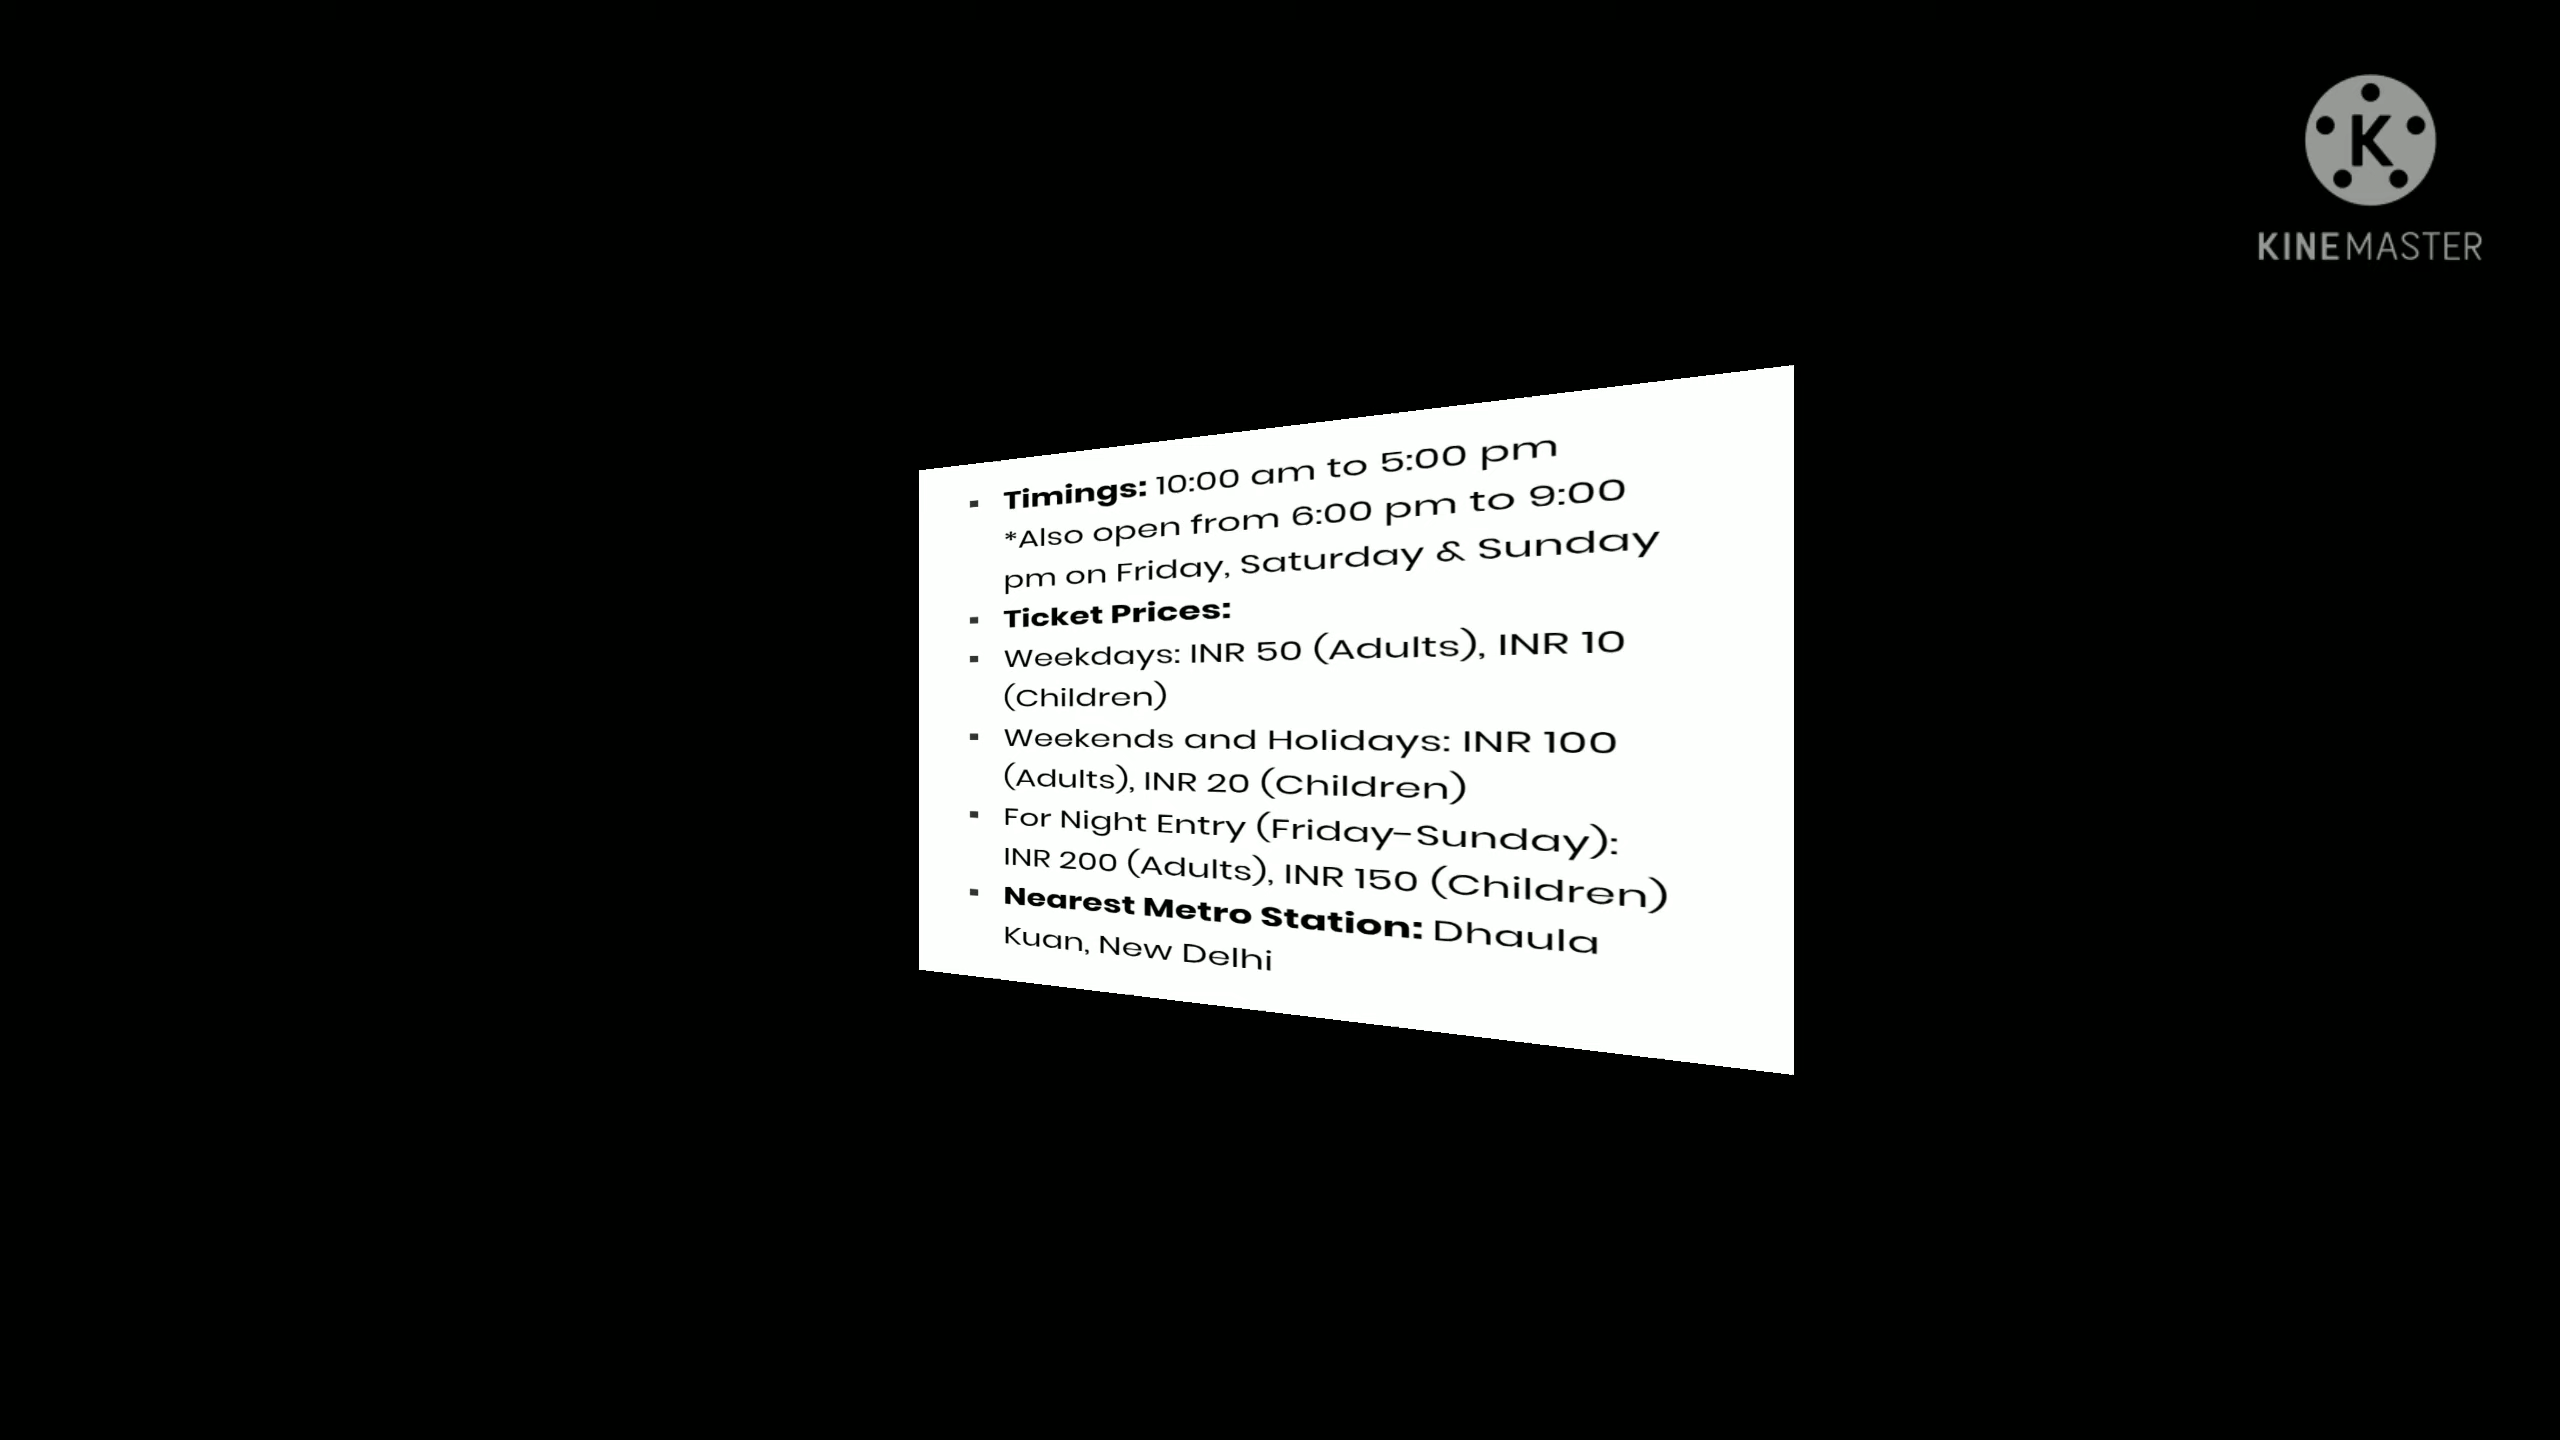 K
KINEMASTER
▪ Timings: 10:00 am to 5:00 pm
*Also open from 6:00 pm to 9:00
pm on Friday, Saturday & Sunday
▪ Ticket Prices:
▪ Weekdays: INR 50 (Adults), INR 10
(Children)
▪ Weekends and Holidays: INR 100
(Adults), INR 20 (Children)
▪ For Night Entry (Friday-Sunday):
INR 200 (Adults), INR 150 (Children)
▪ Nearest Metro Station: Dhaula
Kuan, New Delhi